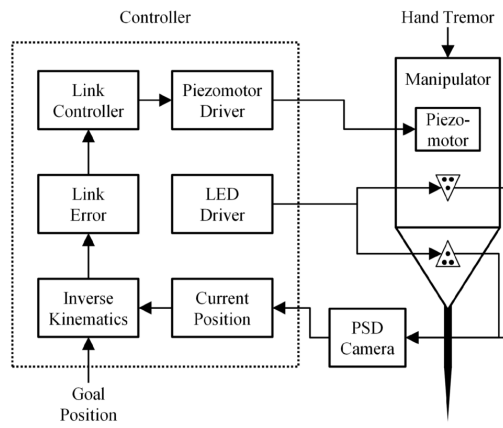 Controller
Hand Tremor
Link
Controller
Piezomotor
Driver
Manipulator
Piezo-
motor
Link
Error
LED
Driver
Inverse
Kinematics
Current
Position
PSD
Camera
Goal
Position